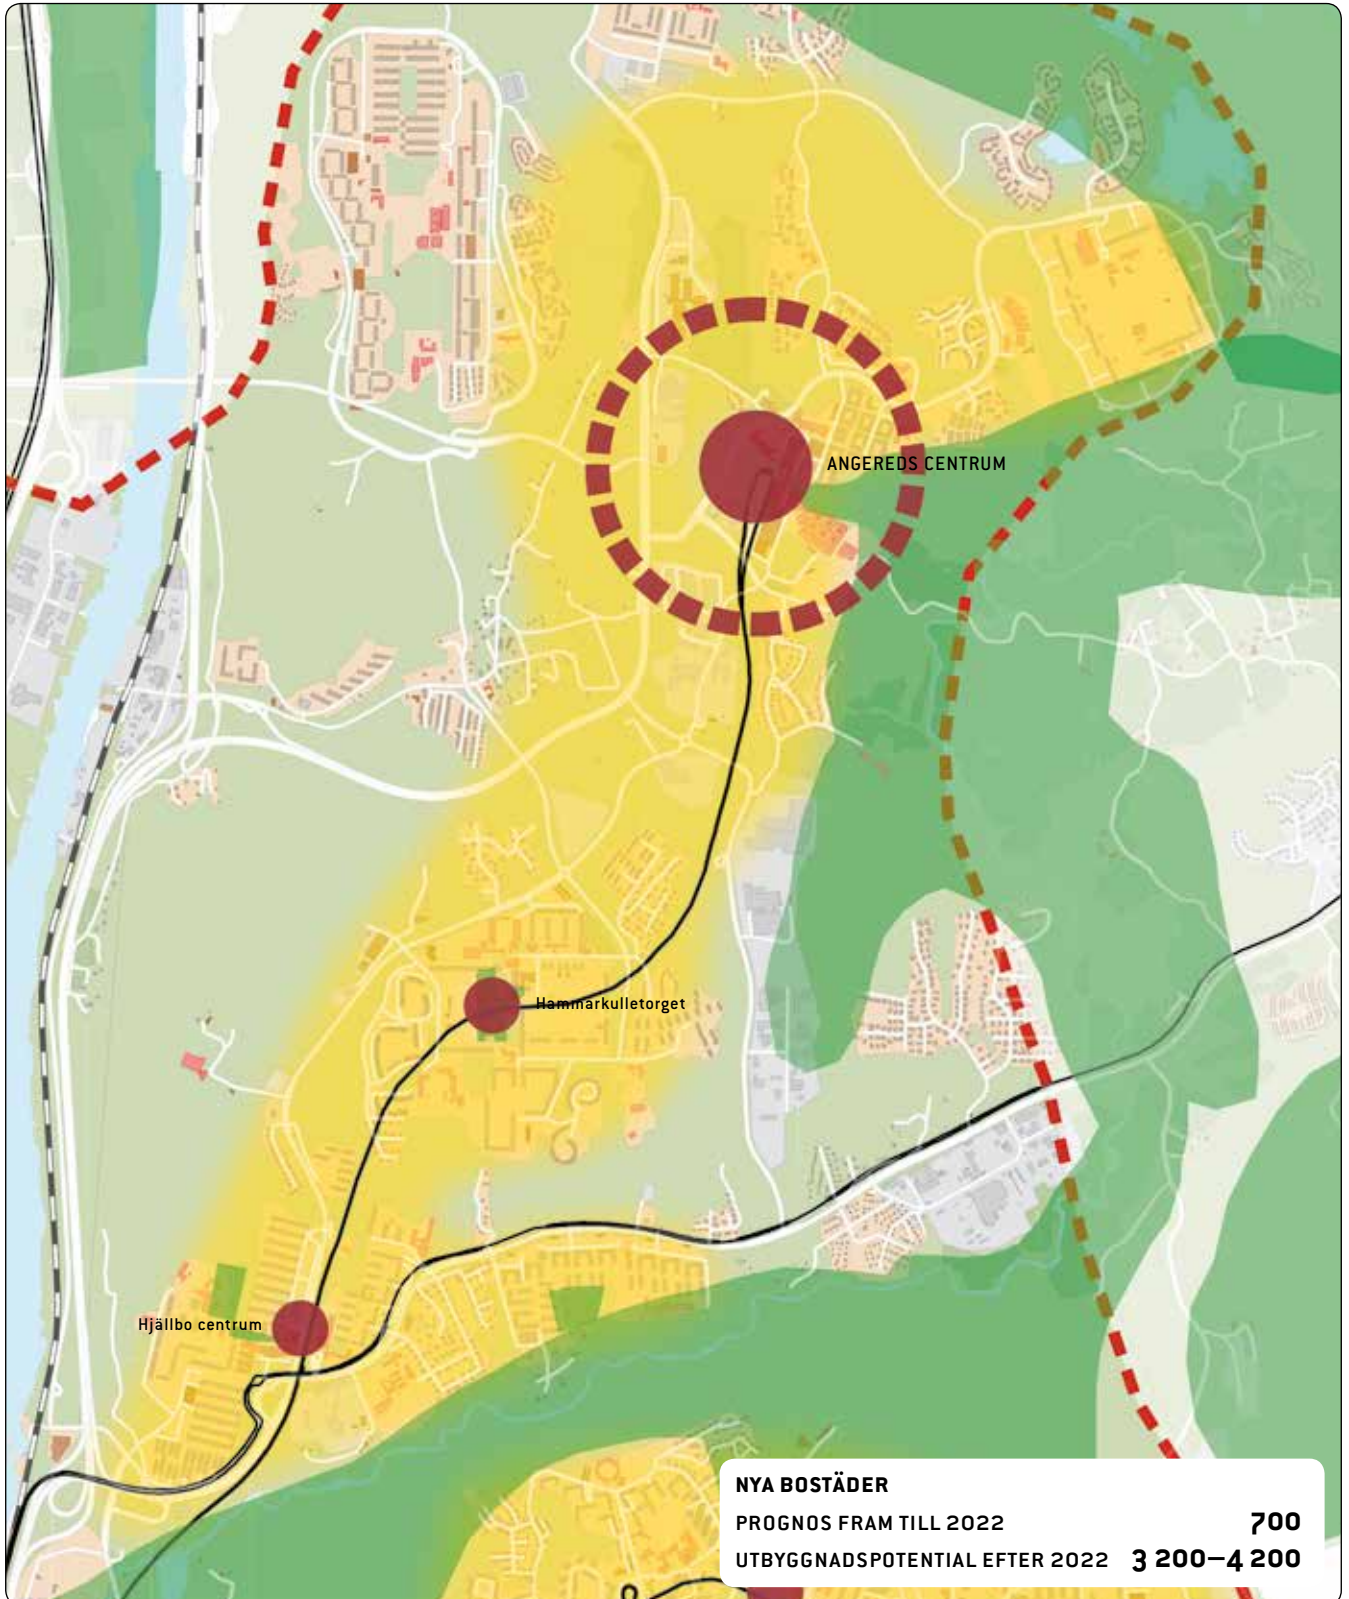 ANGEREDS CENTRUM
Hammarkulletorget
Hjällbo centrum
NYA BOSTÄDER
PROGNOS FRAM TILL 2022 700
UTBYGGNADSPOTENTIAL EFTER 2022 3 200–4 200